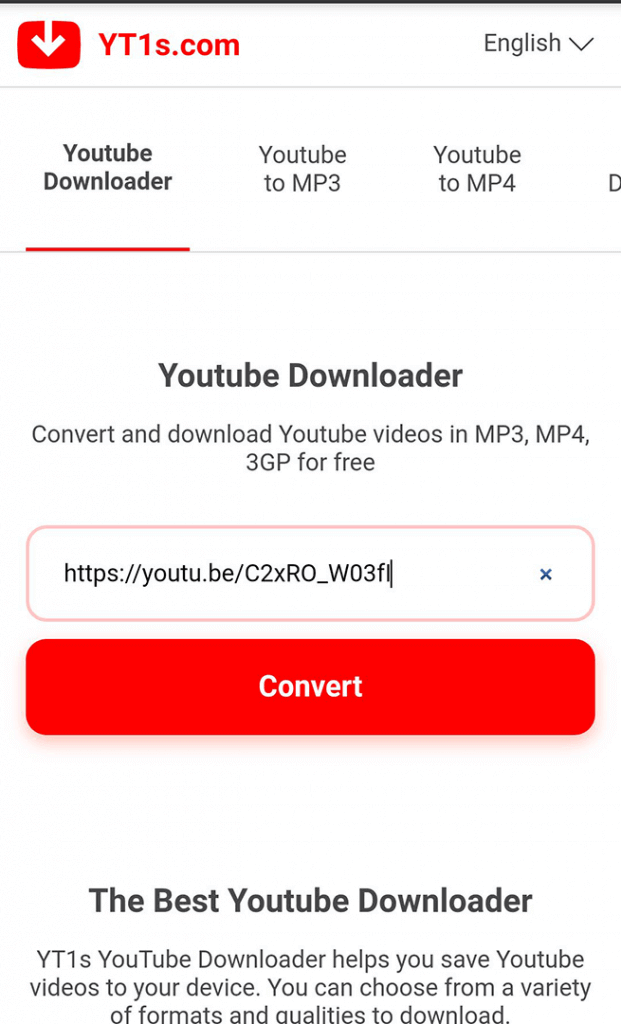 YT1s.com
English
Youtube
Downloader
Youtube
to MP3
Youtube
to MP4
D
Youtube Downloader
Convert and download Youtube videos in MP3, MP4,
3GP for free
https://youtu.be/C2xRO_W03fI
Convert
The Best Youtube Downloader
YT1s YouTube Downloader helps you save Youtube
videos to your device. You can choose from a variety
of formats and qualities to download.